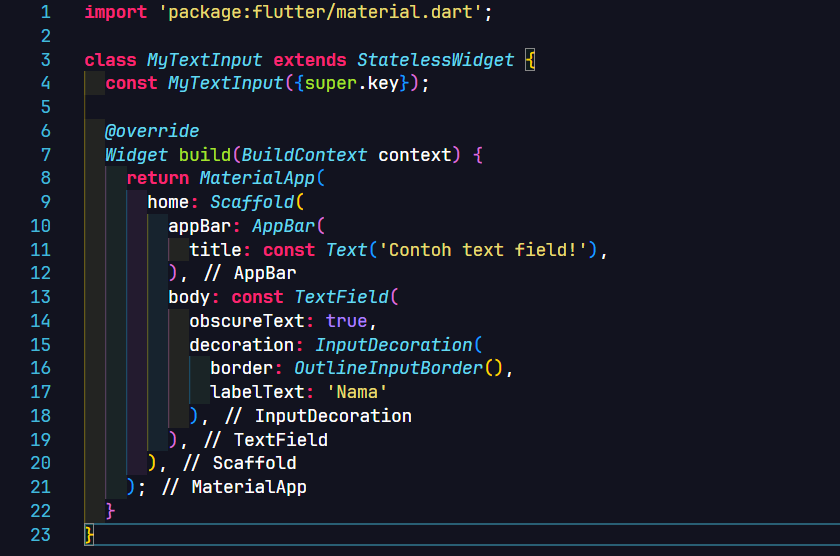 1 import 'package:flutter/material.dart';
2
3 class MyTextInput extends StatelessWidget {
4   const MyTextInput({super.key});
5
6   @override
7   Widget build(BuildContext context) {
8     return MaterialApp(
9       home: Scaffold(
10         appBar: AppBar(
11           title: const Text('Contoh text field!'),
12         ), // AppBar
13         body: const TextField(
14           obscureText: true,
15           decoration: InputDecoration(
16             border: OutlineInputBorder(),
17             labelText: 'Nama'
18           ), // InputDecoration
19         ), // TextField
20       ), // Scaffold
21     ); // MaterialApp
22   }
23 }